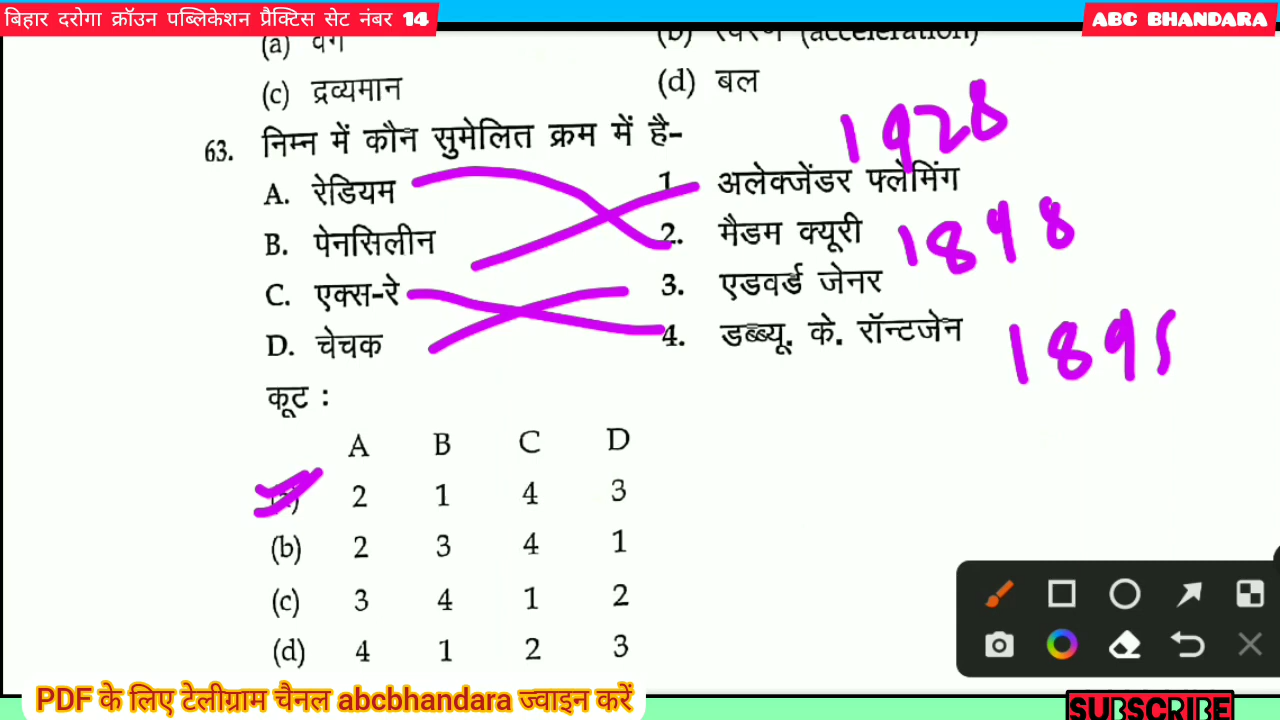 बिहार दरोगा क्रॉउन पब्लिकेशन प्रैक्टिस सेट नंबर 14
ABC BHANDARA
(a) वेग (b) त्वरण (acceleration)
(c) द्रव्यमान (d) बल
1928
63. निम्न में कौन सुमेलित क्रम में है-
A. रेडियम 1. अलेक्जेंडर फ्लेमिंग
B. पेनसिलीन 2. मैडम क्यूरी 1898
C. एक्स-रे 3. एडवर्ड जेनर
D. चेचक 4. डब्ब्यू. के. रॉन्टजेन 1895
कूट :
A B C D
(a) 2 1 4 3
(b) 2 3 4 1
(c) 3 4 1 2
(d) 4 1 2 3
PDF के लिए टेलीग्राम चैनल abcbhandara ज्वाइन करें
SUBSCRIBE